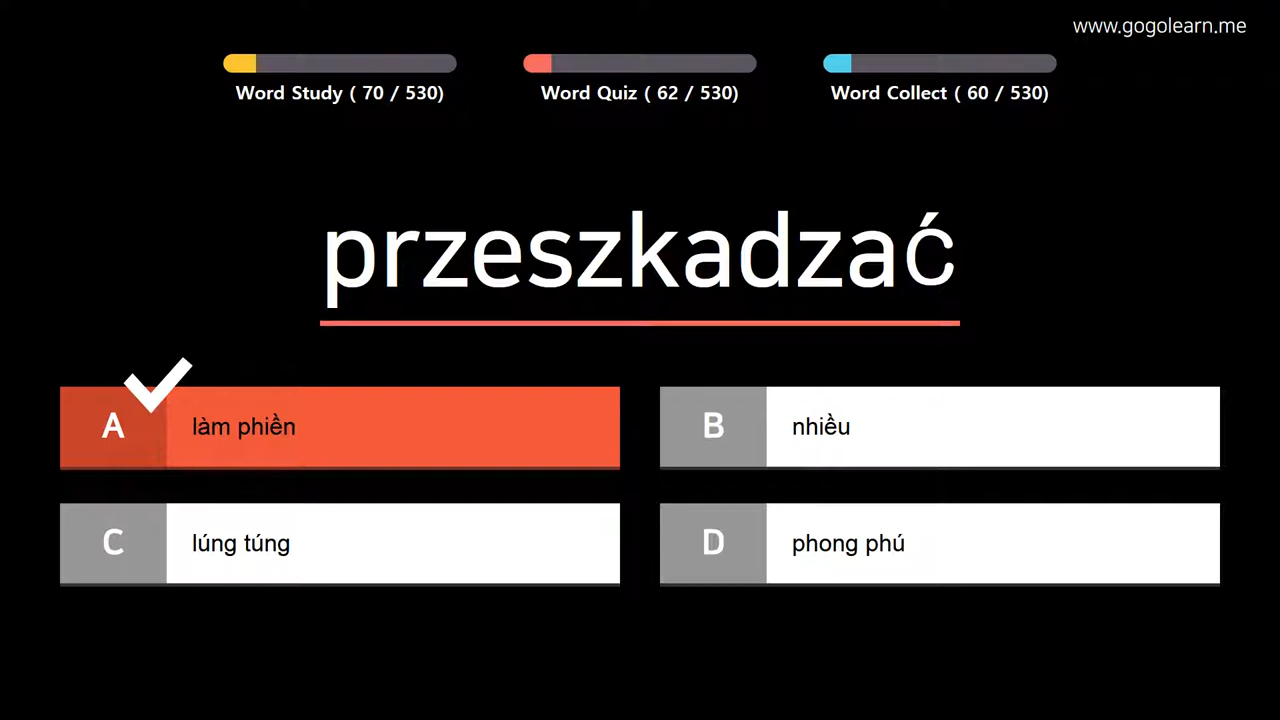 www.gogolearn.me
Word Study ( 70 / 530)
Word Quiz ( 62 / 530)
Word Collect ( 60 / 530)
przeszkadzać
A làm phiền
B nhiều
C lúng túng
D phong phú